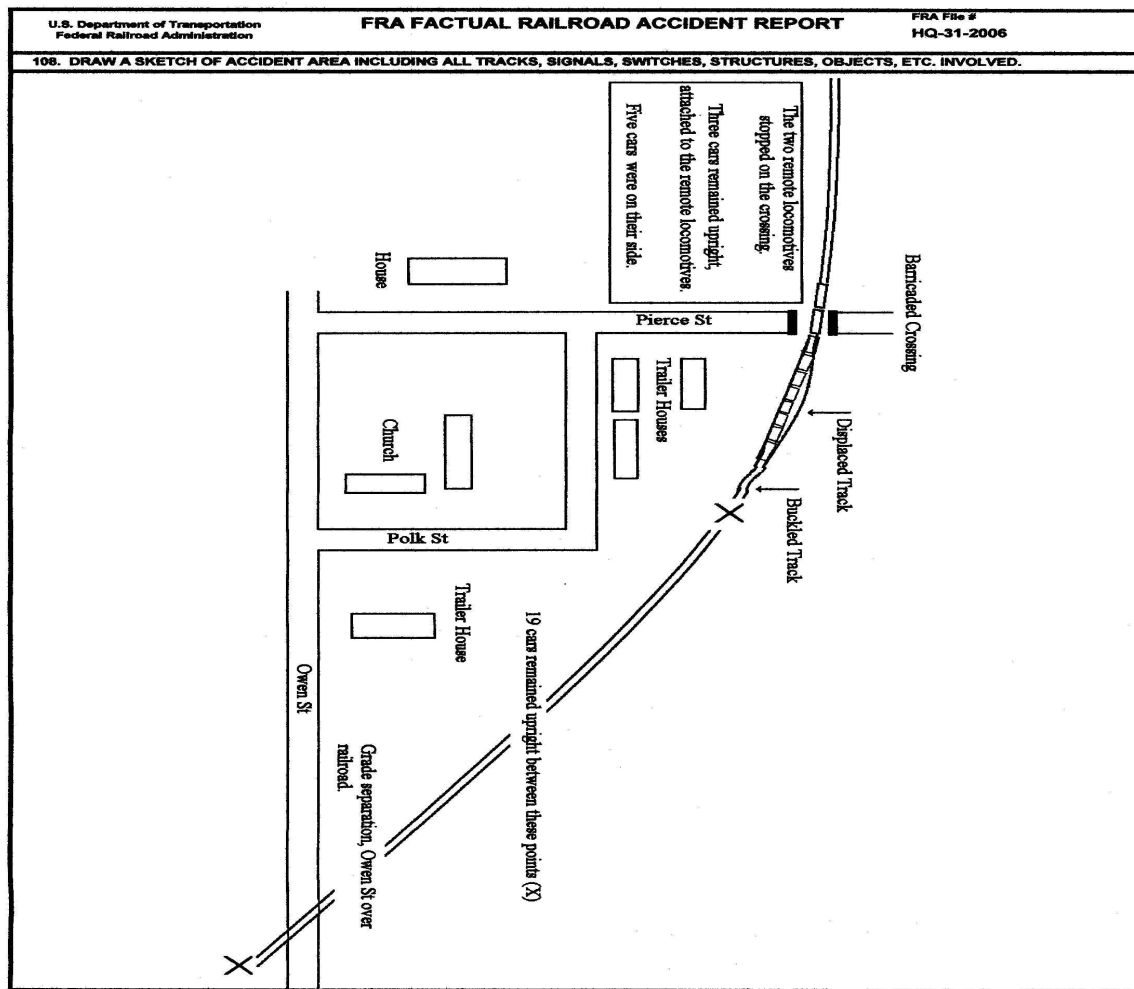 U.S. Department of Transportation
Federal Railroad Administration
FRA FACTUAL RAILROAD ACCIDENT REPORT
FRA File #
HQ-31-2006
108. DRAW A SKETCH OF ACCIDENT AREA INCLUDING ALL TRACKS, SIGNALS, SWITCHES, STRUCTURES, OBJECTS, ETC. INVOLVED.
The two remote locomotives
stopped on the crossing.
Three cars remained upright,
attached to the remote locomotives.
Five cars were on their side.
Barricaded Crossing
House
Pierce St
Trailer Houses
Displaced Track
Church
Buckled Track
Polk St
Trailer House
19 cars remained upright between these points (X)
Owen St
Grade separation, Owen St over
railroad.